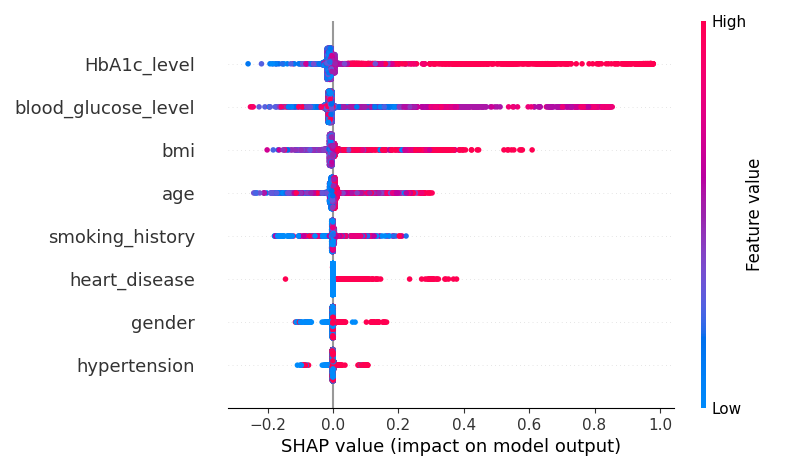 High
HbA1c_level
blood_glucose_level
bmi
age
smoking_history
heart_disease
gender
hypertension
Feature value
Low
−0.2 0.0 0.2 0.4 0.6 0.8 1.0
SHAP value (impact on model output)